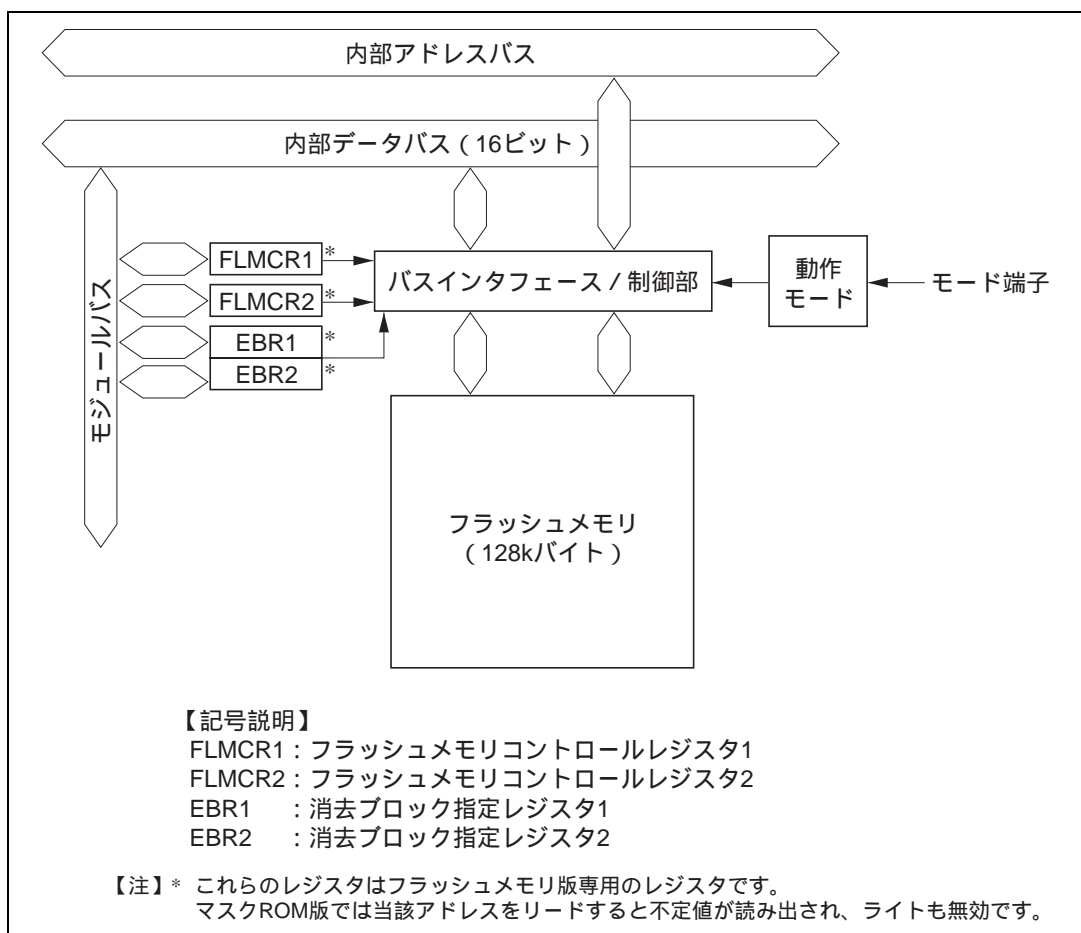 内部アドレスバス
内部データバス（16ビット）
モジュールバス
FLMCR1 *
FLMCR2 *
EBR1 *
EBR2 *
バスインタフェース / 制御部
動作
モード
モード端子
フラッシュメモリ
（128kバイト）
【記号説明】
FLMCR1：フラッシュメモリコントロールレジスタ1
FLMCR2：フラッシュメモリコントロールレジスタ2
EBR1 ：消去ブロック指定レジスタ1
EBR2 ：消去ブロック指定レジスタ2
【注】* これらのレジスタはフラッシュメモリ版専用のレジスタです。
マスクROM版では当該アドレスをリードすると不定値が読み出され、ライトも無効です。